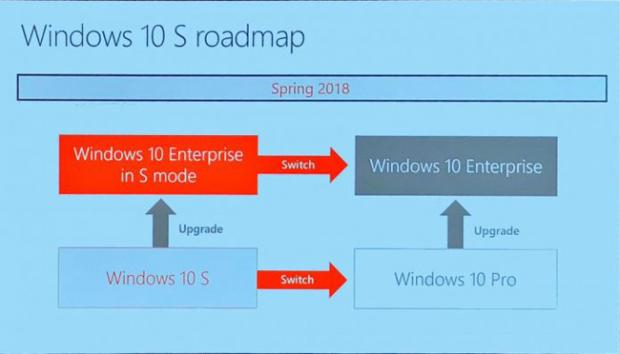 Windows 10 S roadmap
Spring 2018
Windows 10 Enterprise
in S mode
Switch
Windows 10 Enterprise
Upgrade
Upgrade
Windows 10 S
Switch
Windows 10 Pro